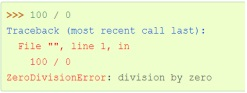 >>> 100 / 0
Traceback (most recent call last):
File "", line 1, in
100 / 0
ZeroDivisionError: division by zero